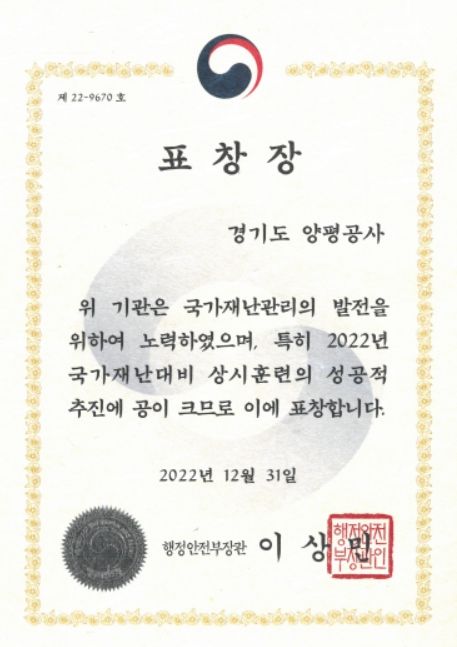 제 22-9670 호
표 창 장
경기도 양평공사
위 기관은 국가재난관리의 발전을
위하여 노력하였으며, 특히 2022년
국가재난대비 상시훈련의 성공적
추진에 공이 크므로 이에 표창합니다.
2022년 12월 31일
행정안전부장관 이 상 민
행정안전
부장관인